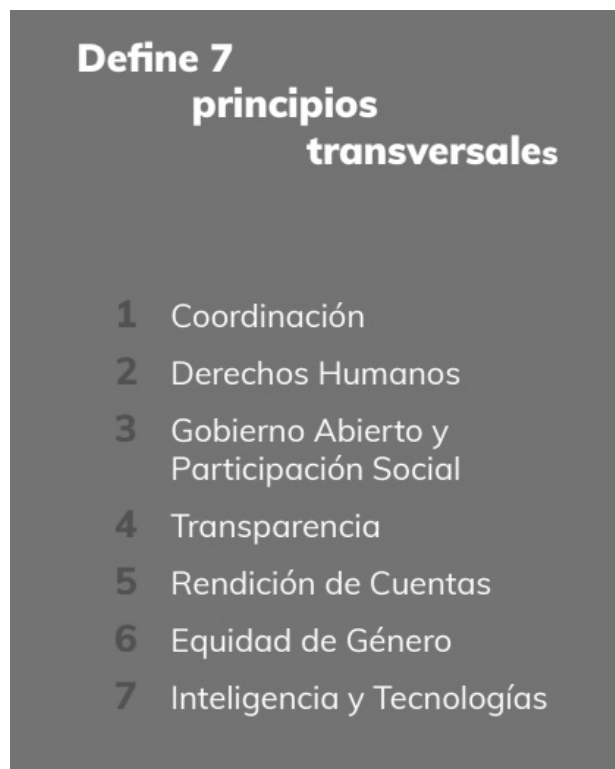 Define 7
principios
transversales
1 Coordinación
2 Derechos Humanos
3 Gobierno Abierto y
Participación Social
4 Transparencia
5 Rendición de Cuentas
6 Equidad de Género
7 Inteligencia y Tecnologías